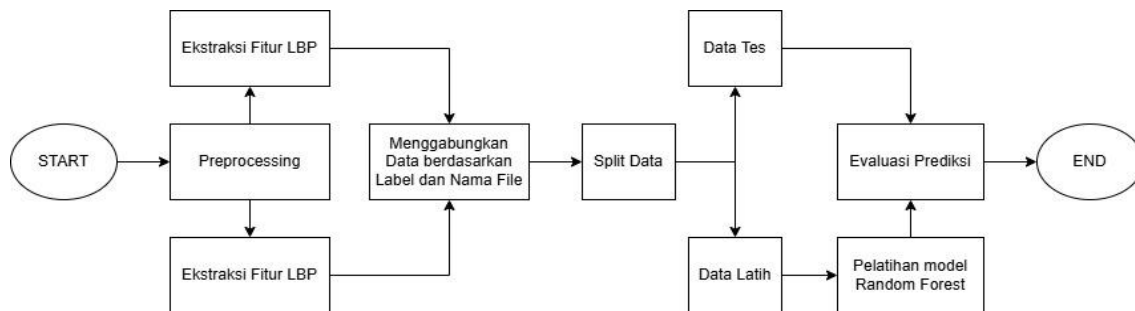 Ekstraksi Fitur LBP
Data Tes
START
Preprocessing
Menggabungkan
Data berdasarkan
Label dan Nama File
Split Data
Evaluasi Prediksi
END
Ekstraksi Fitur LBP
Data Latih
Pelatihan model
Random Forest